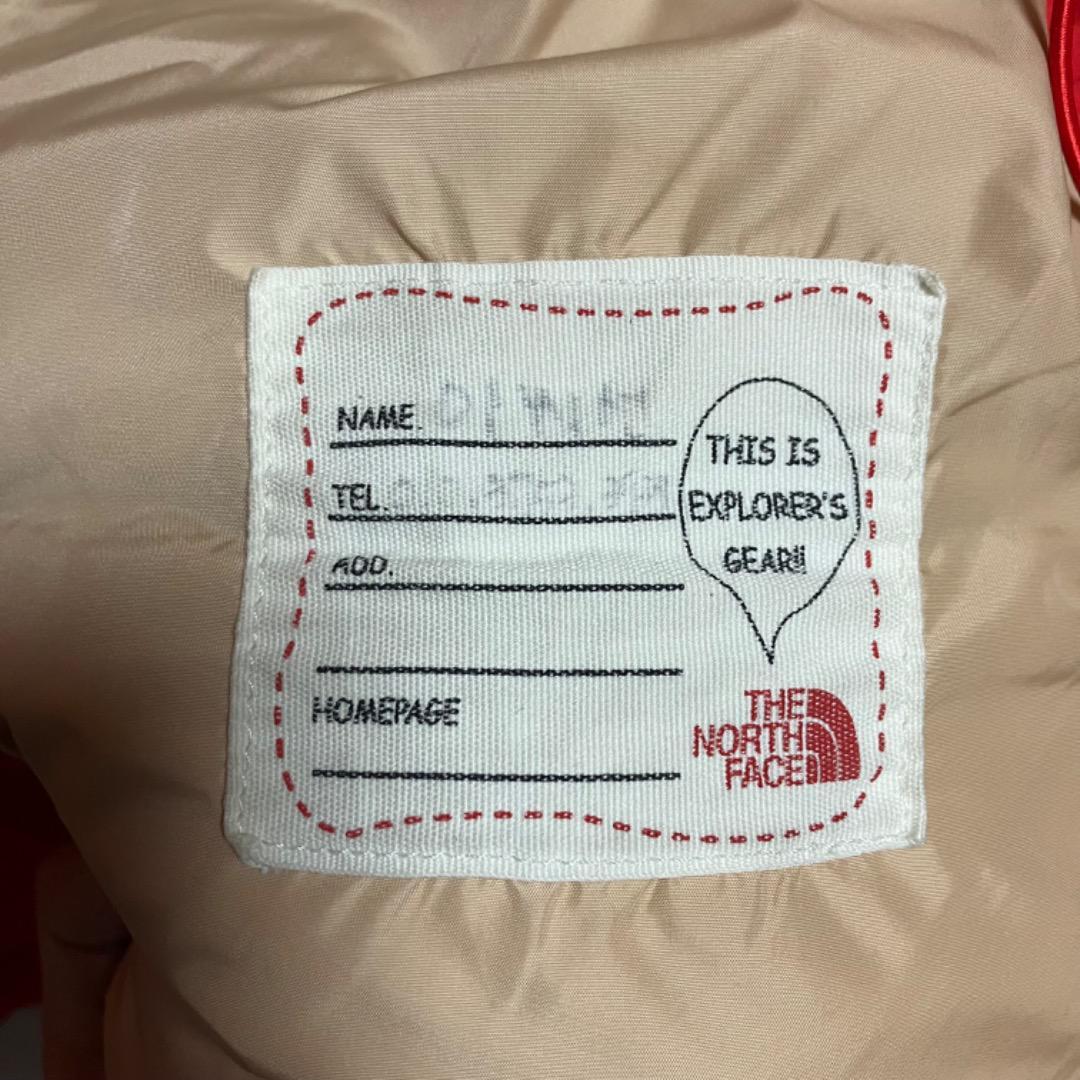 NAME.
TEL.
ADD.
HOMEPAGE
THIS IS
EXPLORER'S
GEAR!!
THE
NORTH
FACE